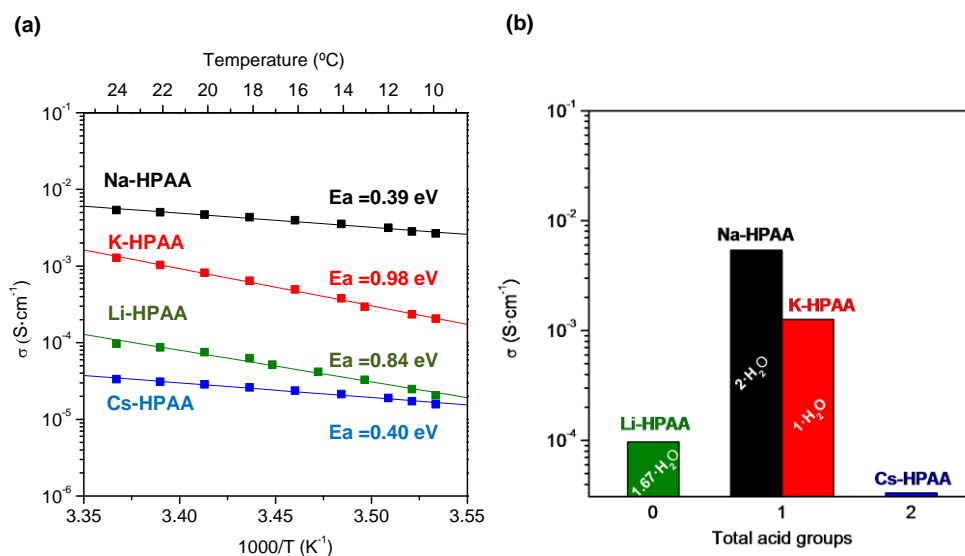 (a)
Temperature (ºC)
24 22 20 18 16 14 12 10
10⁻¹
10⁻²
10⁻³
10⁻⁴
10⁻⁵
10⁻⁶
σ (S·cm⁻¹)
Na-HPAA
Ea =0.39 eV
K-HPAA
Ea =0.98 eV
Li-HPAA
Ea =0.84 eV
Cs-HPAA
Ea =0.40 eV
3.35 3.40 3.45 3.50 3.55
1000/T (K⁻¹)
(b)
10⁻¹
10⁻²
10⁻³
10⁻⁴
σ (S·cm⁻¹)
Na-HPAA
K-HPAA
Li-HPAA
Cs-HPAA
1.67·H₂O
2·H₂O
1·H₂O
0 1 2
Total acid groups